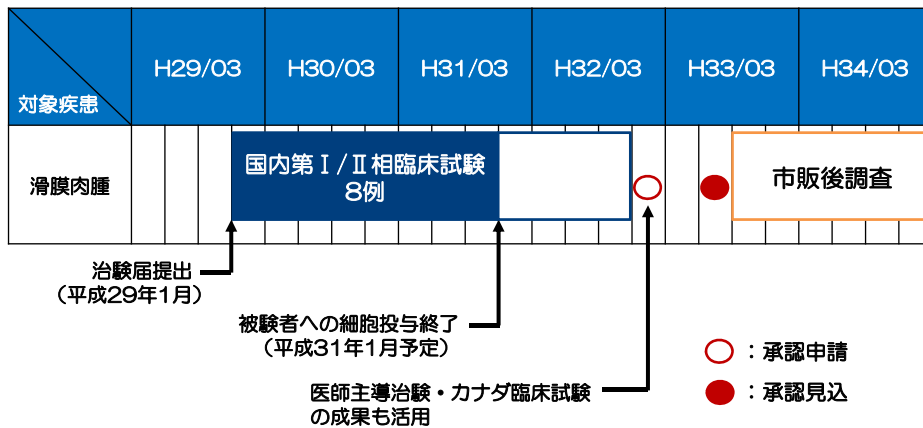 対象疾患
H29/03
H30/03
H31/03
H32/03
H33/03
H34/03
滑膜肉腫
国内第Ⅰ/Ⅱ相臨床試験
8例
市販後調査
治験届提出
（平成29年1月）
被験者への細胞投与終了
（平成31年1月予定）
医師主導治験・カナダ臨床試験
の成果も活用
：承認申請
：承認見込